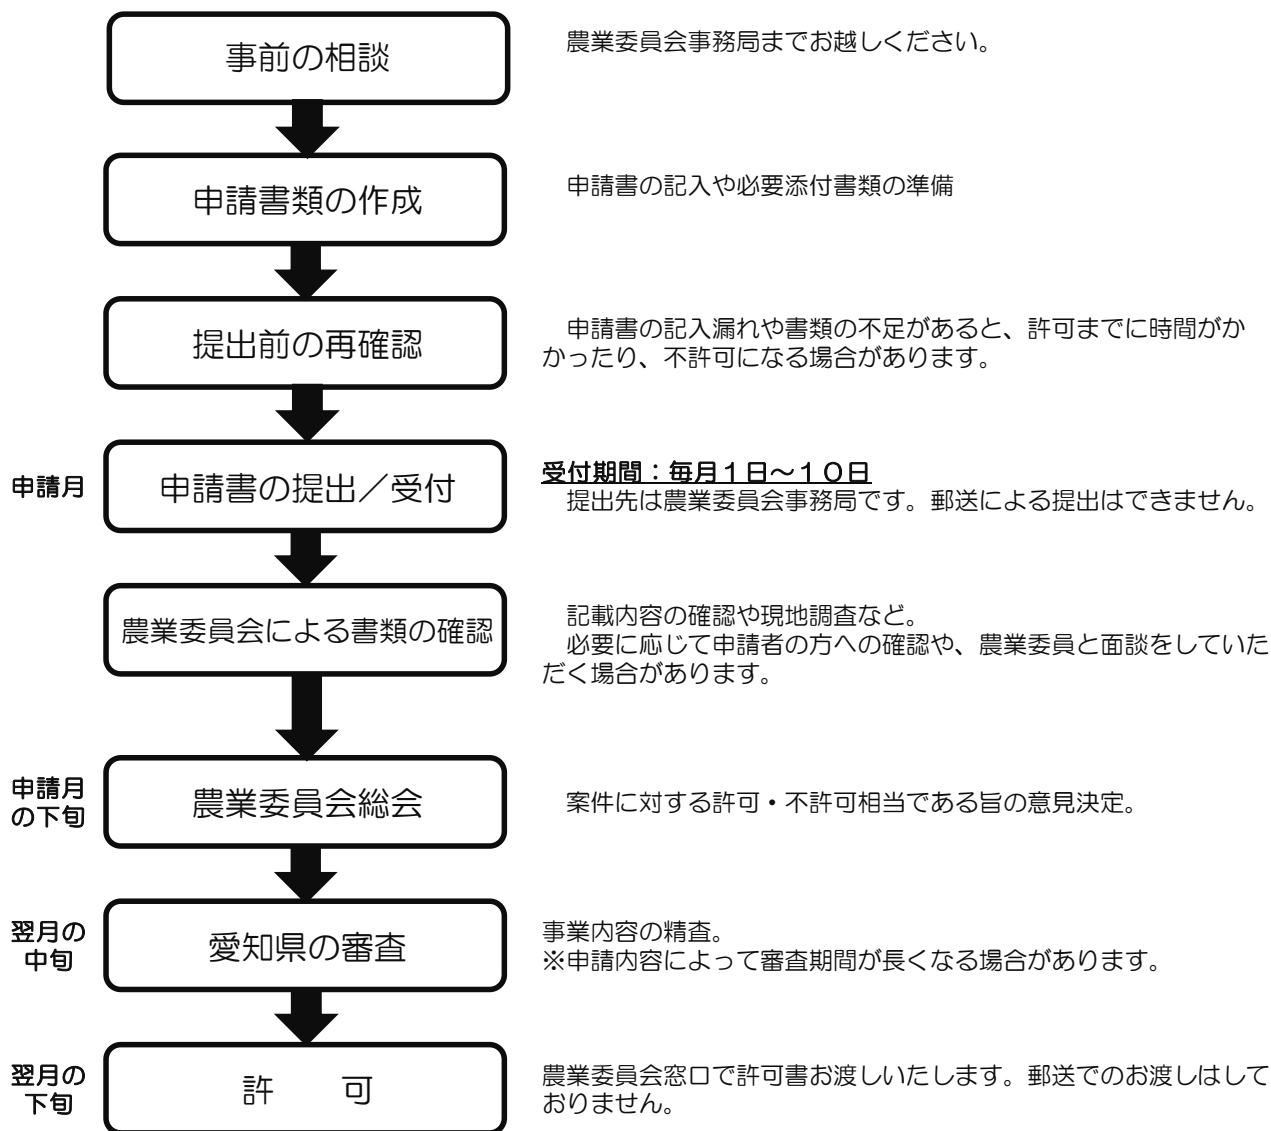 事前の相談
農業委員会事務局までお越しください。
申請書類の作成
申請書の記入や必要添付書類の準備
提出前の再確認
申請書の記入漏れや書類の不足があると、許可までに時間がか
かったり、不許可になる場合があります。
申請月
申請書の提出／受付
受付期間：毎月１日～１０日
提出先は農業委員会事務局です。郵送による提出はできません。
農業委員会による書類の確認
記載内容の確認や現地調査など。
必要に応じて申請者の方への確認や、農業委員と面談をしていた
だく場合があります。
申請月
の下旬
農業委員会総会
案件に対する許可・不許可相当である旨の意見決定。
翌月の
中旬
愛知県の審査
事業内容の精査。
※申請内容によって審査期間が長くなる場合があります。
翌月の
下旬
許　　可
農業委員会窓口で許可書お渡しいたします。郵送でのお渡しはして
おりません。